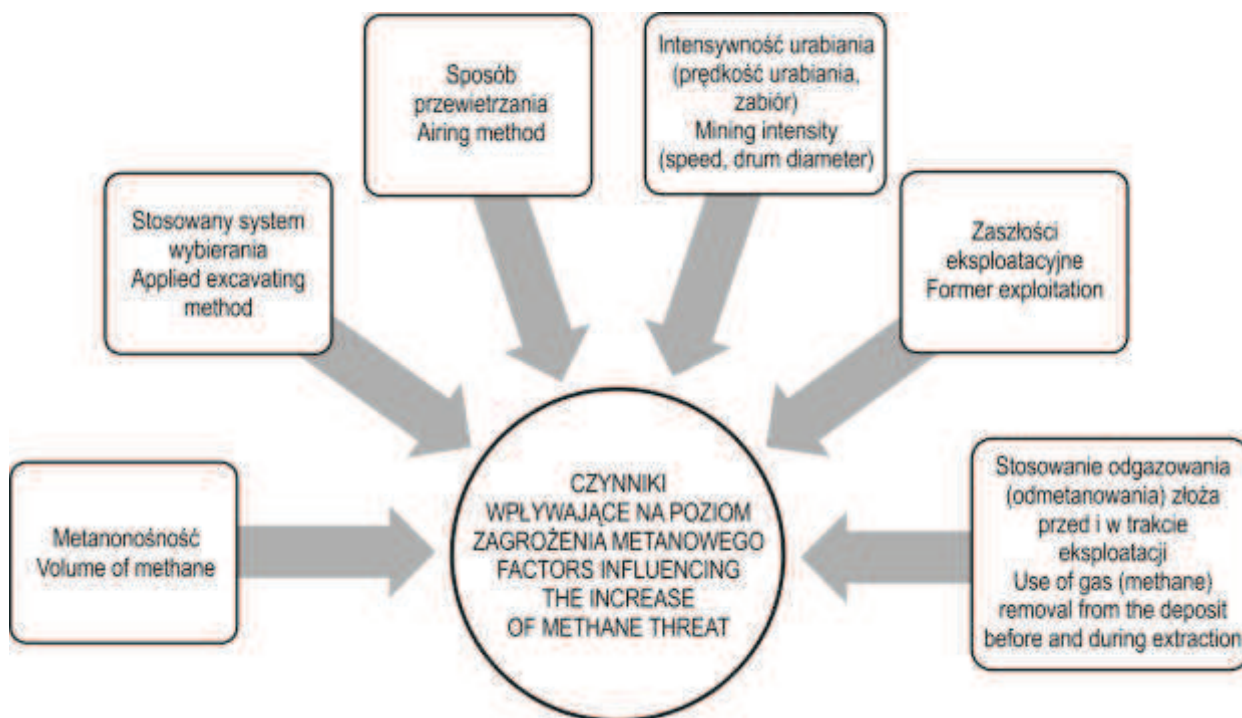 Metanonośność
Volume of methane
Stosowany system
wybierania
Applied excavating
method
Sposób
przewietrzania
Airing method
Intensywność urabiania
(prędkość urabiania,
zabiór)
Mining intensity
(speed, drum diameter)
Zaszłości
eksploatacyjne
Former exploitation
Stosowanie odgazowania
(odmetanowania) złoża
przed i w trakcie
eksploatacji
Use of gas (methane)
removal from the deposit
before and during extraction
CZYNNIKI
WPŁYWAJĄCE NA POZIOM
ZAGROŻENIA METANOWEGO
FACTORS INFLUENCING
THE INCREASE
OF METHANE THREAT